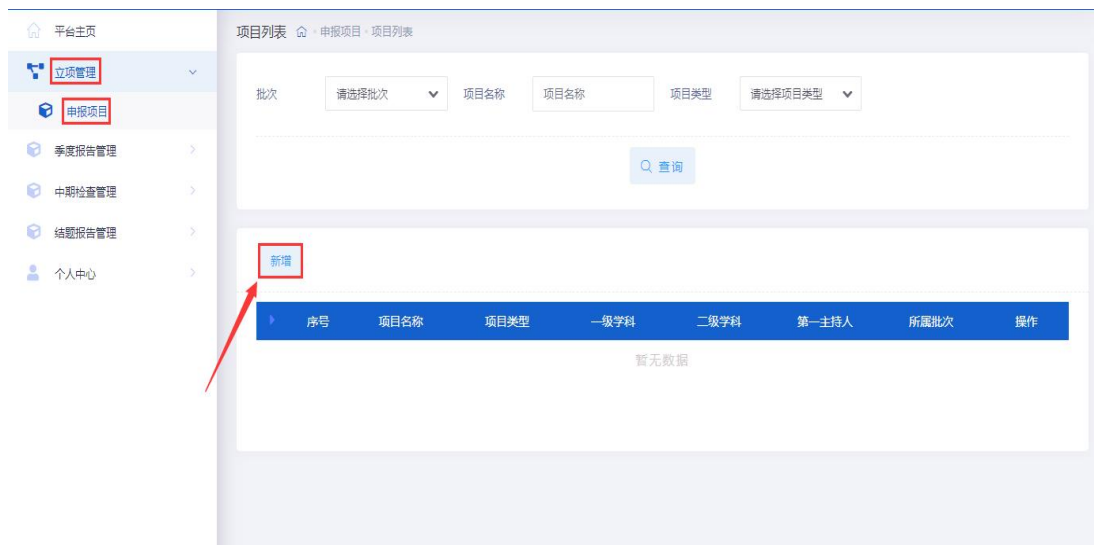 平台主页
立项管理
申报项目
季度报告管理
中期检查管理
结题报告管理
个人中心
项目列表 申报项目 项目列表
批次 请选择批次 项目名称 项目名称 项目类型 请选择项目类型
查询
新增
序号 项目名称 项目类型 一级学科 二级学科 第一主持人 所属批次 操作
暂无数据